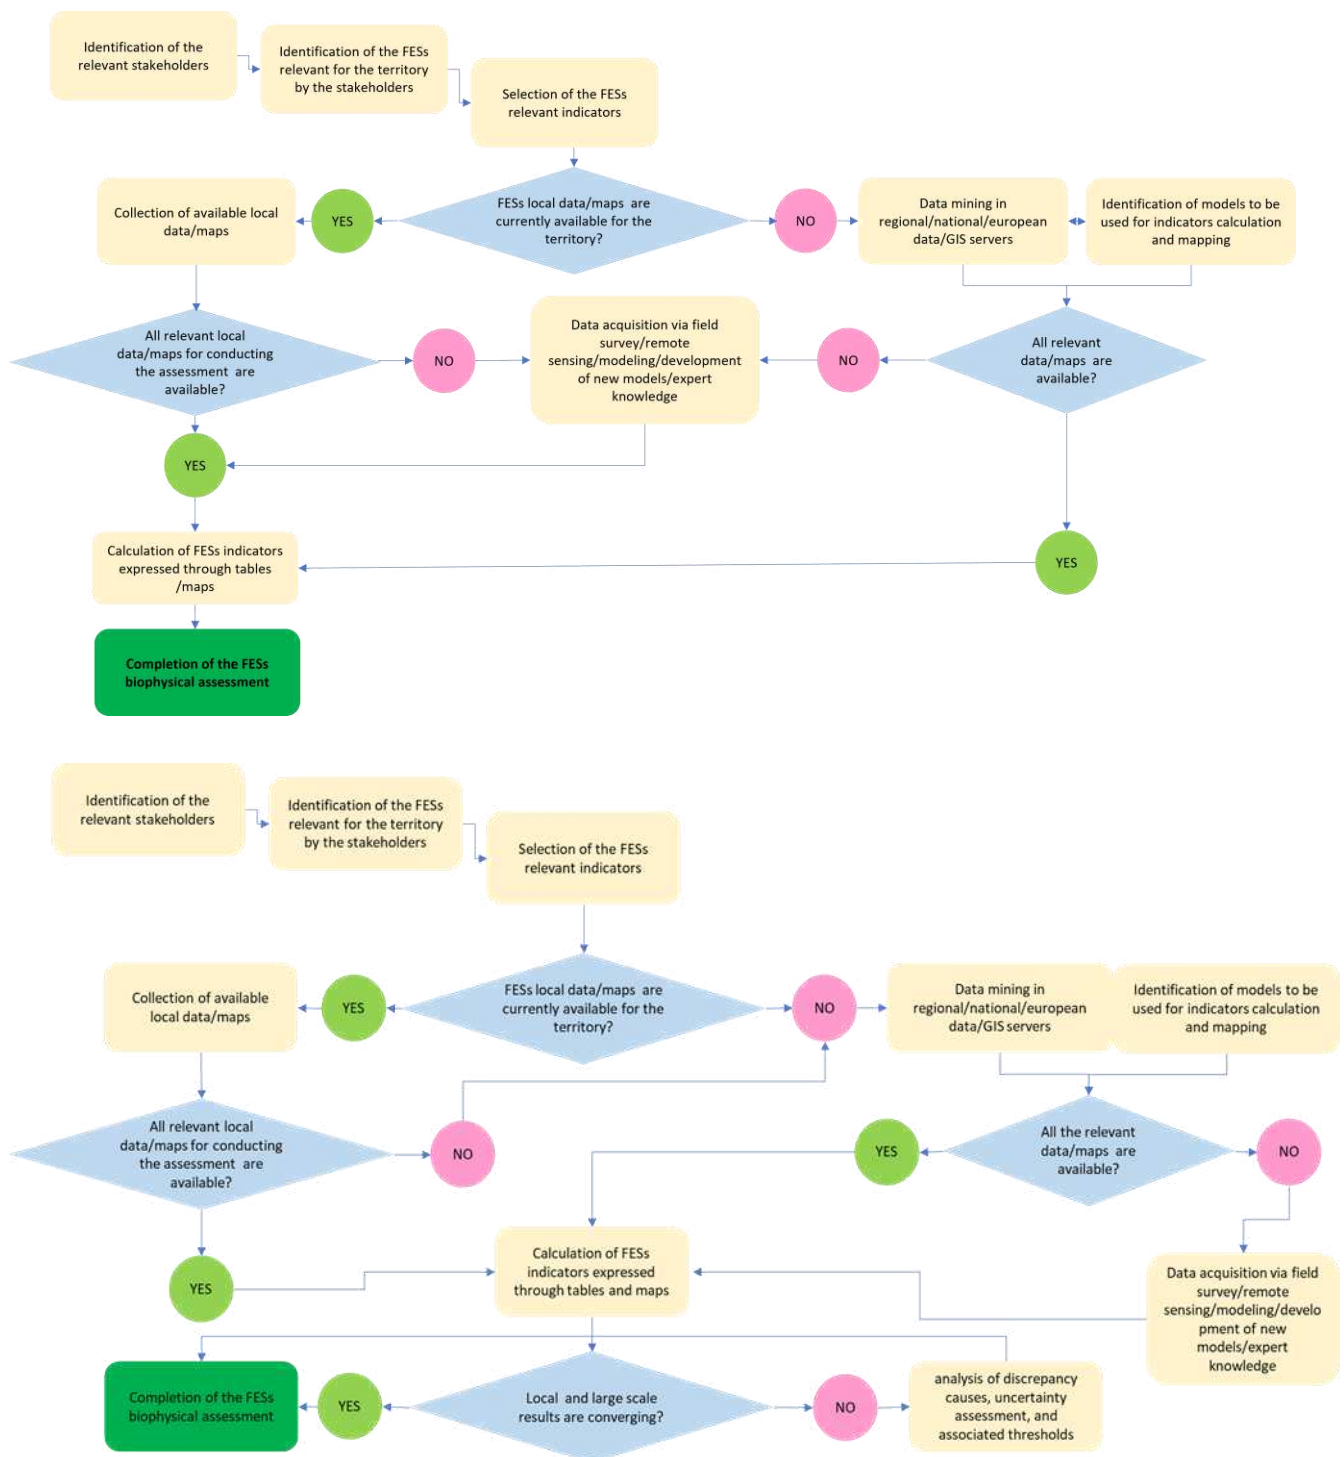 Identification of the
relevant stakeholders
Identification of the FESs
relevant for the territory
by the stakeholders
Selection of the FESs
relevant indicators
Collection of available local
data/maps
YES
FESs local data/maps are
currently available for the
territory?
NO
Data mining in
regional/national/european
data/GIS servers
Identification of models to be
used for indicators calculation
and mapping
All relevant local
data/maps for conducting
the assessment are
available?
NO
Data acquisition via field
survey/remote
sensing/modeling/development
of new models/expert
knowledge
NO
All relevant
data/maps are
available?
YES
Calculation of FESs indicators
expressed through tables
/maps
YES
Completion of the FESs
biophysical assessment
Identification of the
relevant stakeholders
Identification of the FESs
relevant for the territory
by the stakeholders
Selection of the FESs
relevant indicators
Collection of available
local data/maps
YES
FESs local data/maps are
currently available for the
territory?
NO
Data mining in
regional/national/european
data/GIS servers
Identification of models to be
used for indicators calculation
and mapping
All relevant local
data/maps for conducting
the assessment are
available?
NO
YES
All the relevant
data/maps are
available?
NO
YES
Calculation of FESs
indicators expressed
through tables and maps
Data acquisition via field
survey/remote
sensing/modeling/develo
pment of new
models/expert
knowledge
Completion of the FESs
biophysical assessment
YES
Local and large scale
results are converging?
NO
analysis of discrepancy
causes, uncertainty
assessment, and
associated thresholds